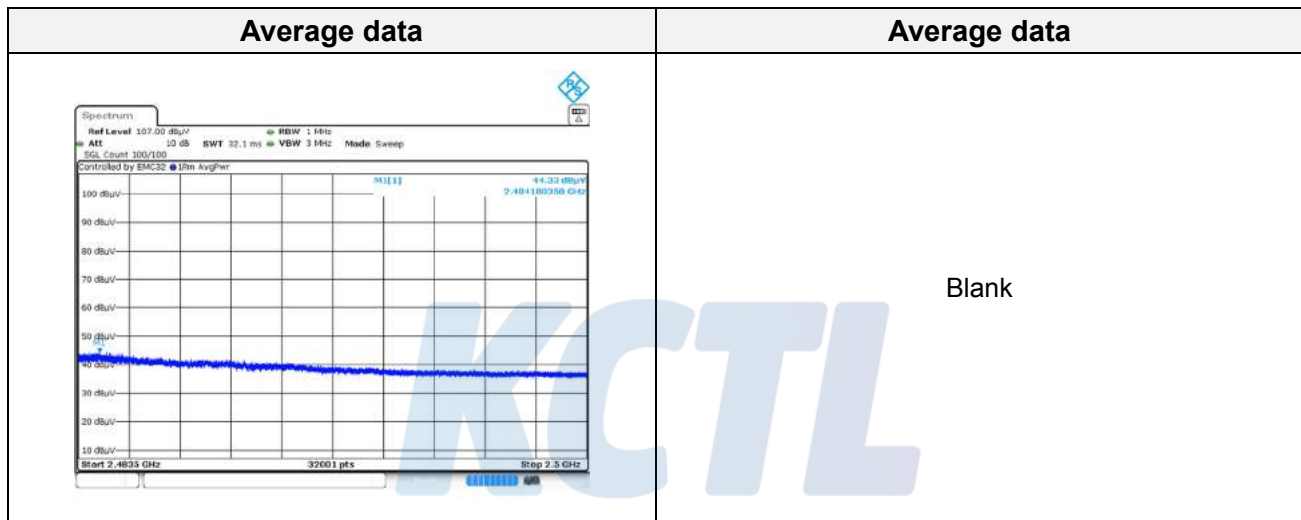 Average data
Average data
Spectrum
Ref Level 107.00 dBµV RBW 1 MHz
Att 10 dB SWT 32.1 ms VBW 3 MHz Mode Sweep
SGL Count 100/100
Controlled by EMC32 1Rm AvgPwr
M1[1] 44.33 dBµV
GHz
100 dBµV
90 dBµV
80 dBµV
70 dBµV
60 dBµV
50 dBµV
M1
40 dBµV
30 dBµV
20 dBµV
10 dBµV
Start 2.4835 GHz 32001 pts Stop 2.5 GHz
Blank
KCTL